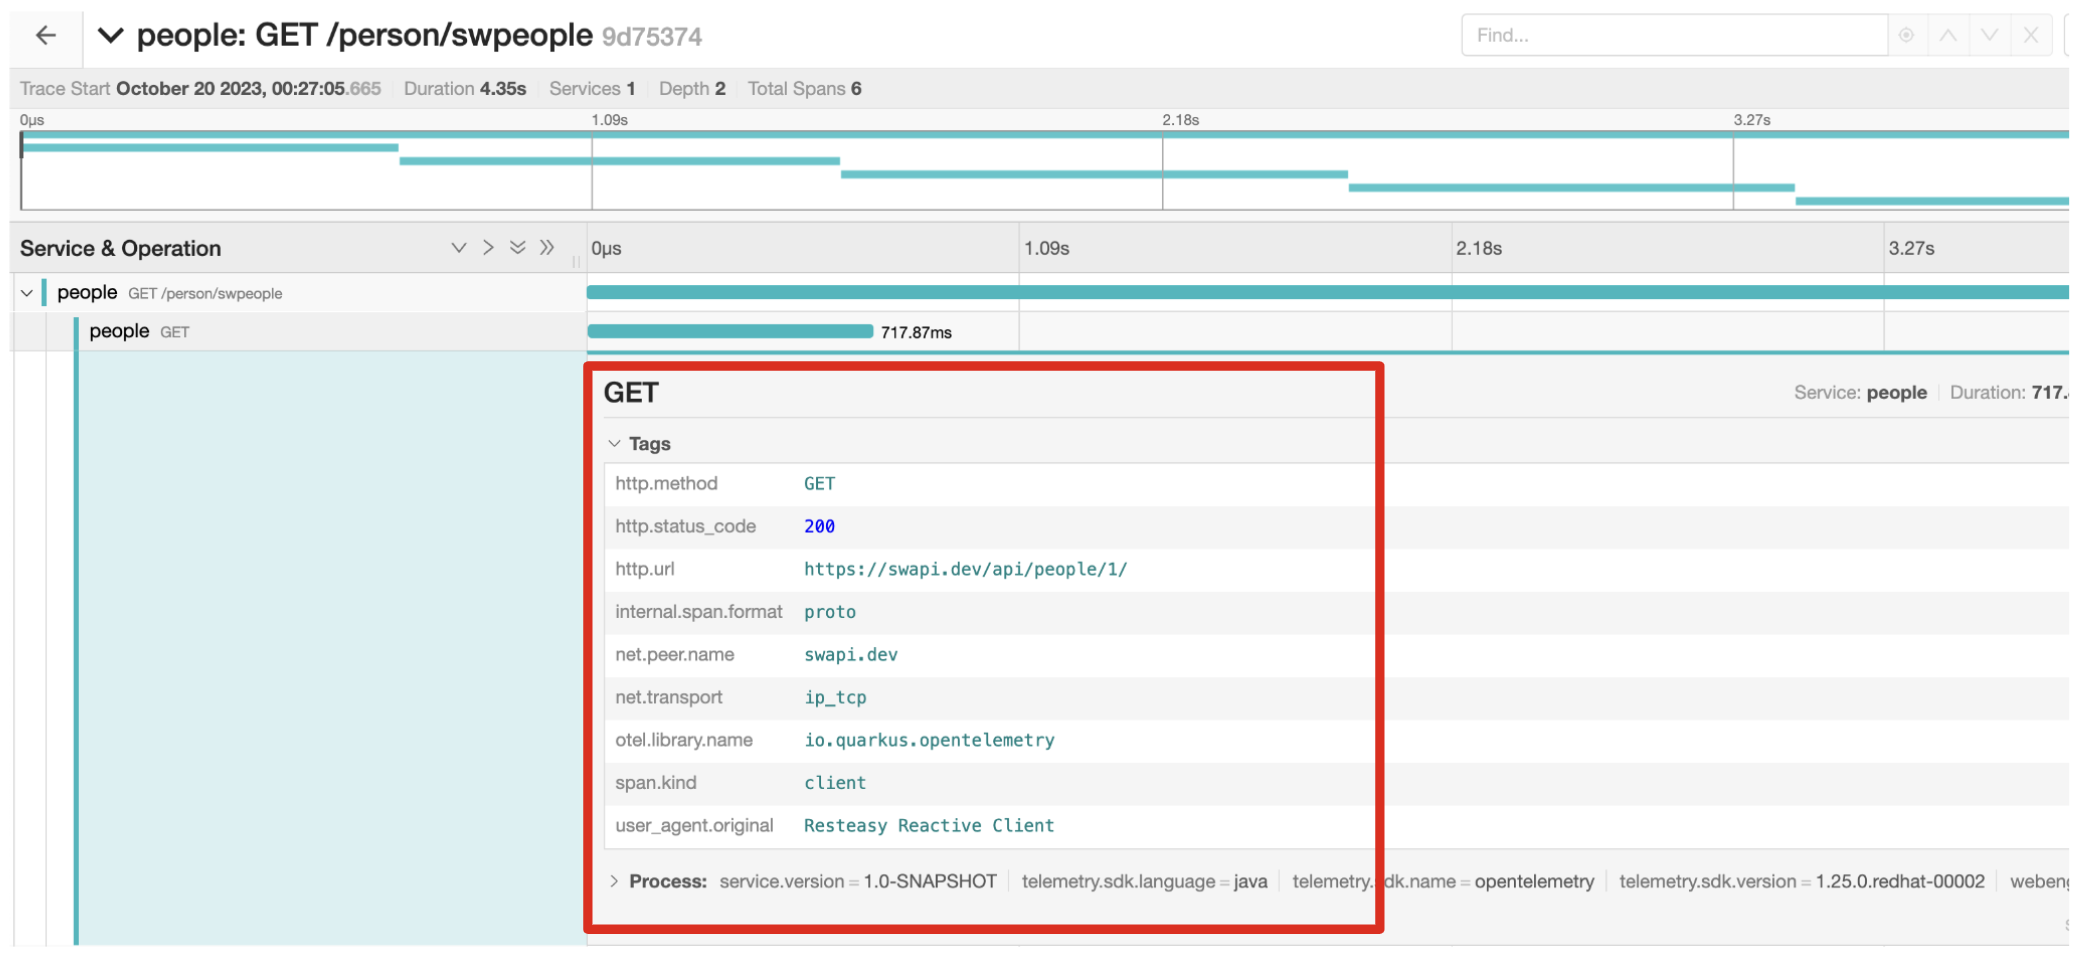 people: GET /person/swpeople 9d75374
Find...
Trace Start October 20 2023, 00:27:05.665 Duration 4.35s Services 1 Depth 2 Total Spans 6
0μs 1.09s 2.18s 3.27s
Service & Operation 0μs 1.09s 2.18s 3.27s
people GET /person/swpeople
people GET 717.87ms
GET Service: people Duration: 717.
Tags
http.method GET
http.status_code 200
http.url https://swapi.dev/api/people/1/
internal.span.format proto
net.peer.name swapi.dev
net.transport ip_tcp
otel.library.name io.quarkus.opentelemetry
span.kind client
user_agent.original Resteasy Reactive Client
Process: service.version = 1.0-SNAPSHOT telemetry.sdk.language = java telemetry.sdk.name = opentelemetry telemetry.sdk.version = 1.25.0.redhat-00002